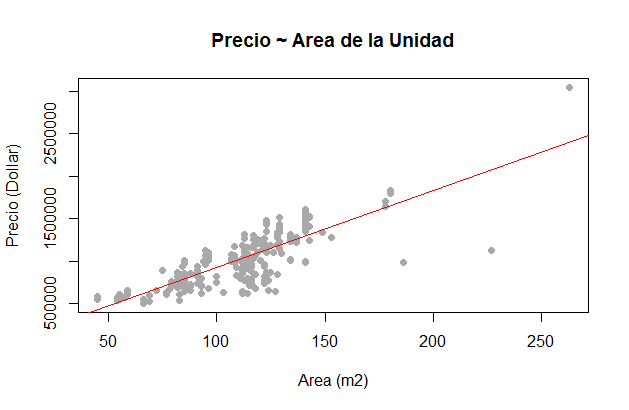 Precio ~ Area de la Unidad
Precio (Dollar)
2500000
1500000
500000
50 100 150 200 250
Area (m2)